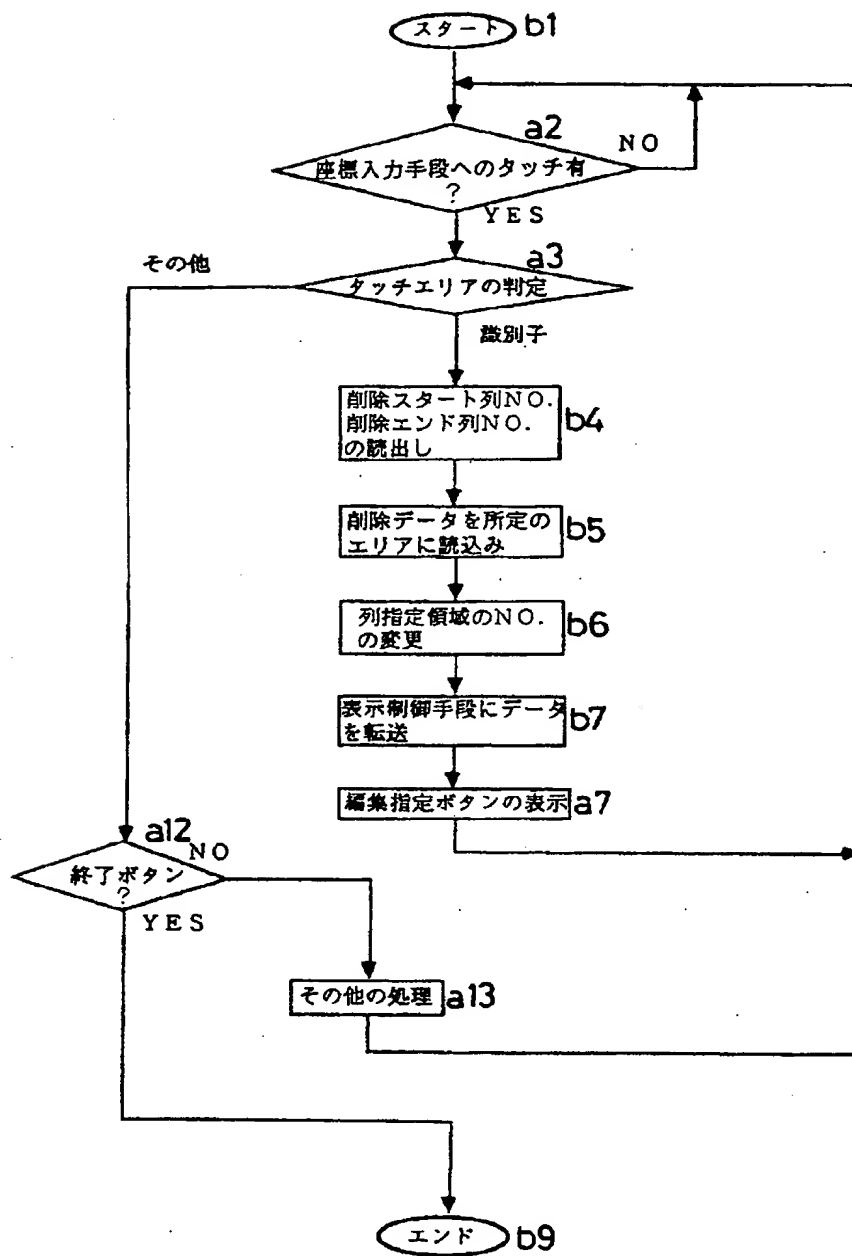 スタート b1
a2
NO
座標入力手段へのタッチ有
?
YES
その他
a3
タッチエリアの判定
識別子
削除スタート列NO.
削除エンド列NO.
の読出し
b4
削除データを所定の
エリアに読込み
b5
列指定領域のNO.
の変更
b6
表示制御手段にデータ
を転送
b7
編集指定ボタンの表示 a7
a12
NO
終了ボタン
?
YES
その他の処理 a13
エンド b9